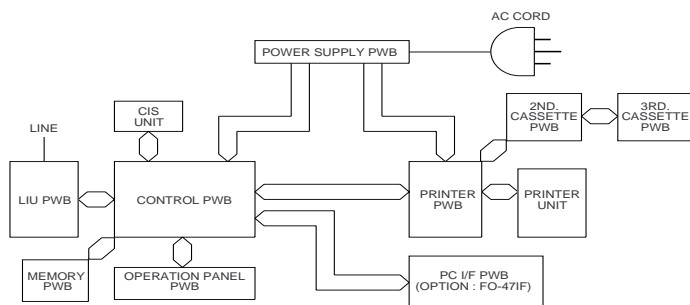 AC CORD
POWER SUPPLY PWB
CIS
UNIT
2ND.
CASSETTE
PWB
3RD.
CASSETTE
PWB
LINE
LIU PWB
CONTROL PWB
PRINTER
PWB
PRINTER
UNIT
MEMORY
PWB
OPERATION PANEL
PWB
PC I/F PWB
(OPTION : FO-47IF)